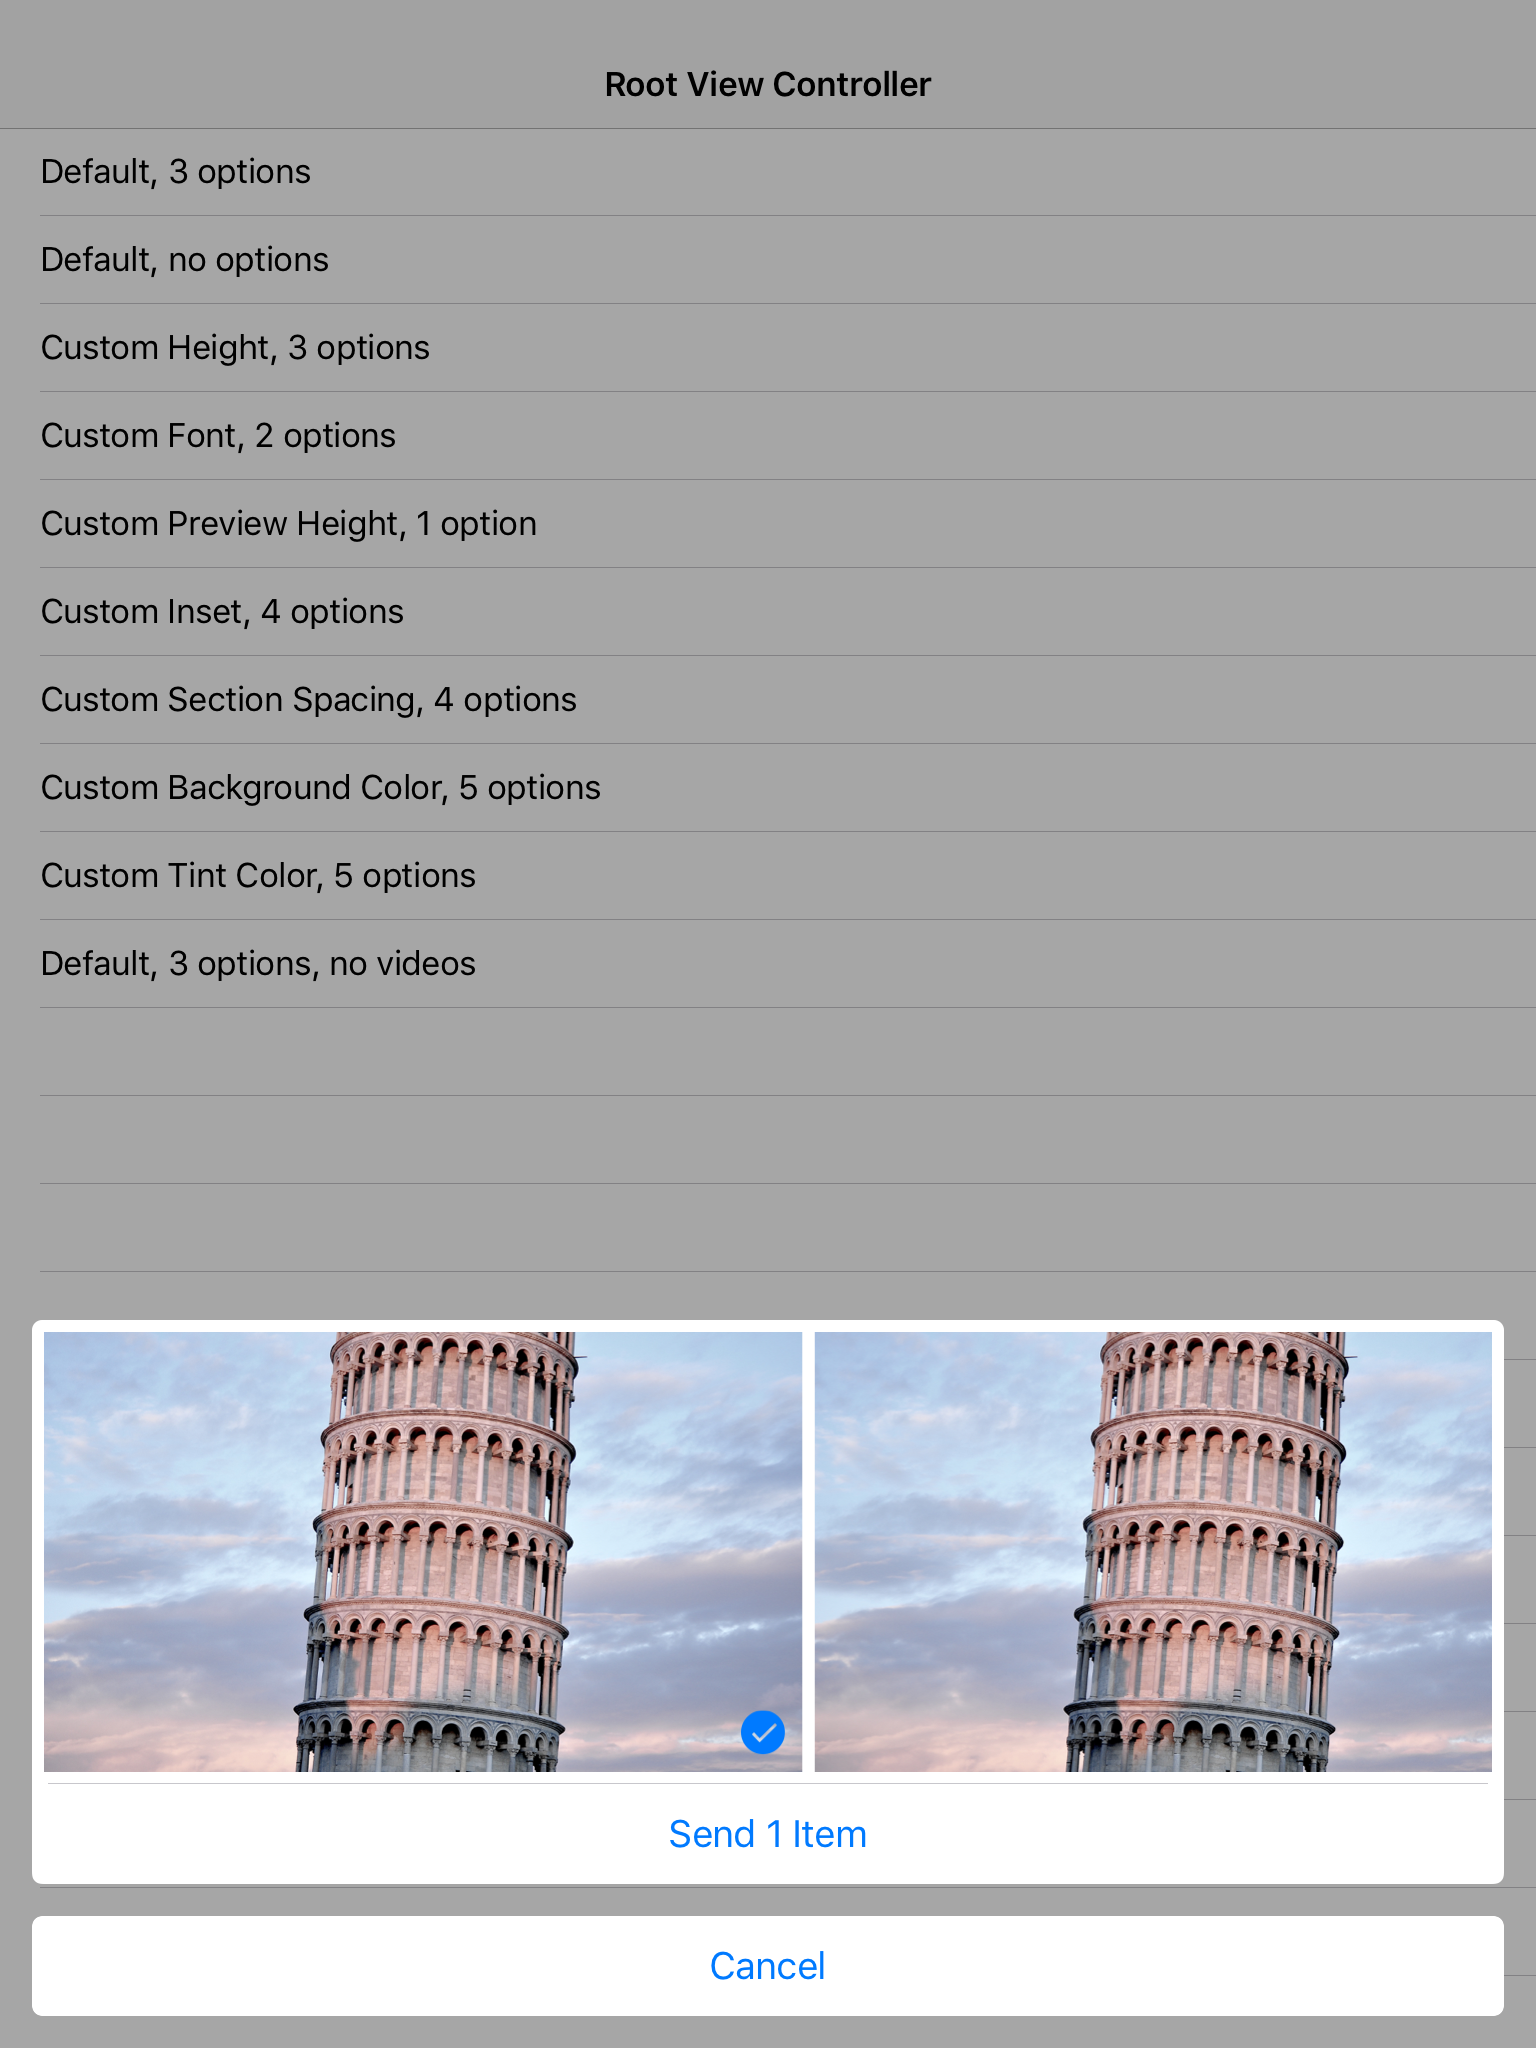 Root View Controller
Default, 3 options
Default, no options
Custom Height, 3 options
Custom Font, 2 options
Custom Preview Height, 1 option
Custom Inset, 4 options
Custom Section Spacing, 4 options
Custom Background Color, 5 options
Custom Tint Color, 5 options
Default, 3 options, no videos
Send 1 Item
Cancel